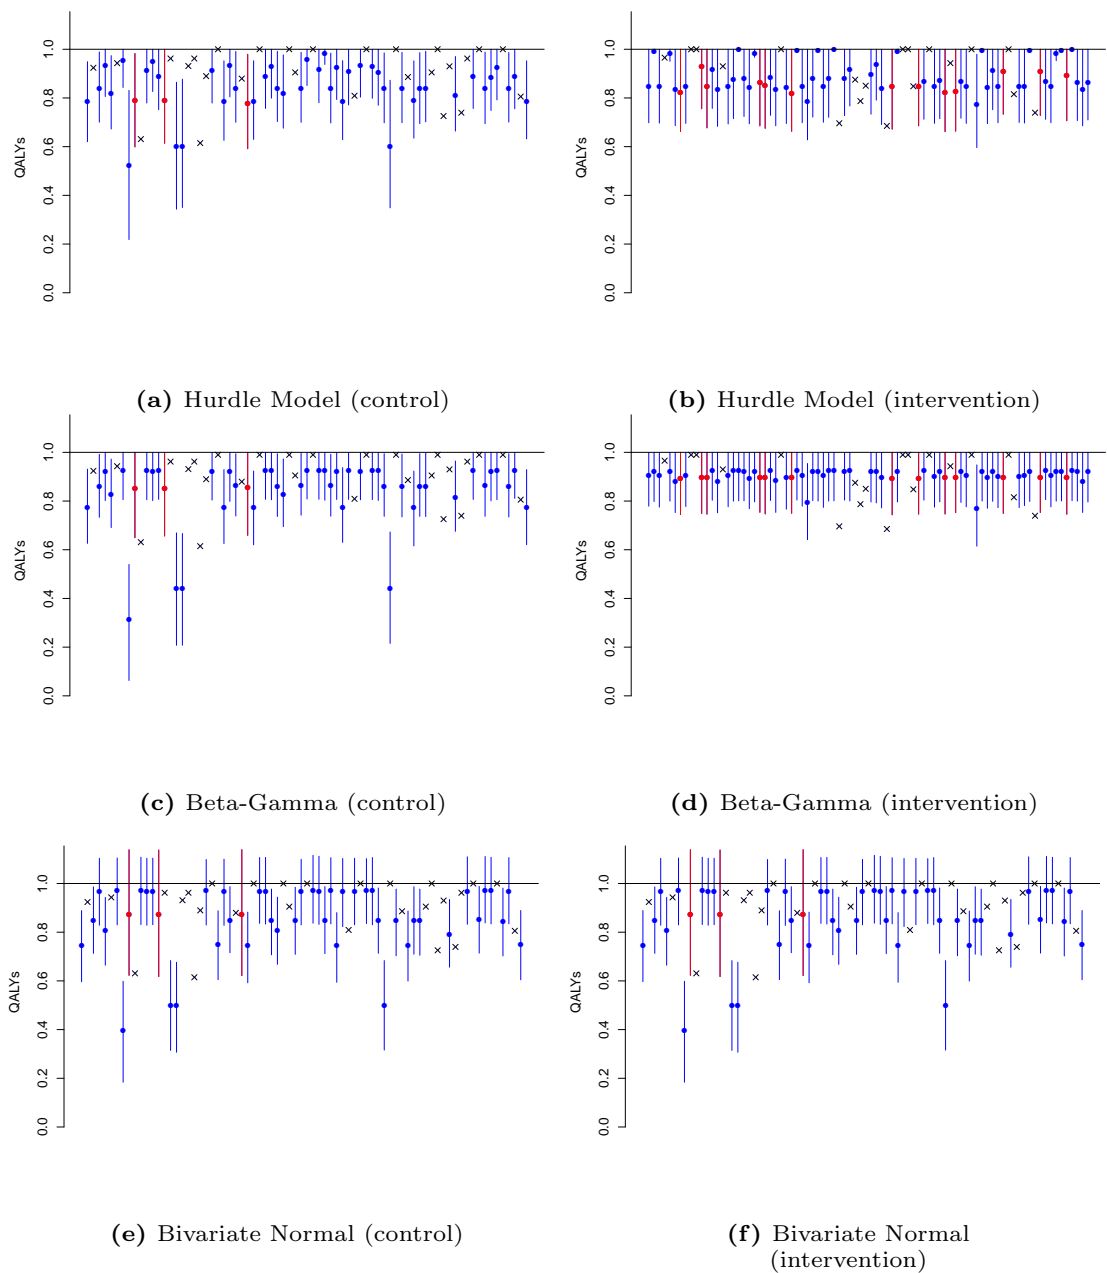 1.0
0.8
0.6
0.4
0.2
0.0
QALYs
1.0
0.8
0.6
0.4
0.2
0.0
QALYs
(a) Hurdle Model (control)
(b) Hurdle Model (intervention)
1.0
0.8
0.6
0.4
0.2
0.0
QALYs
1.0
0.8
0.6
0.4
0.2
0.0
QALYs
(c) Beta-Gamma (control)
(d) Beta-Gamma (intervention)
1.0
0.8
0.6
0.4
0.2
0.0
QALYs
1.0
0.8
0.6
0.4
0.2
0.0
QALYs
(e) Bivariate Normal (control)
(f) Bivariate Normal
(intervention)